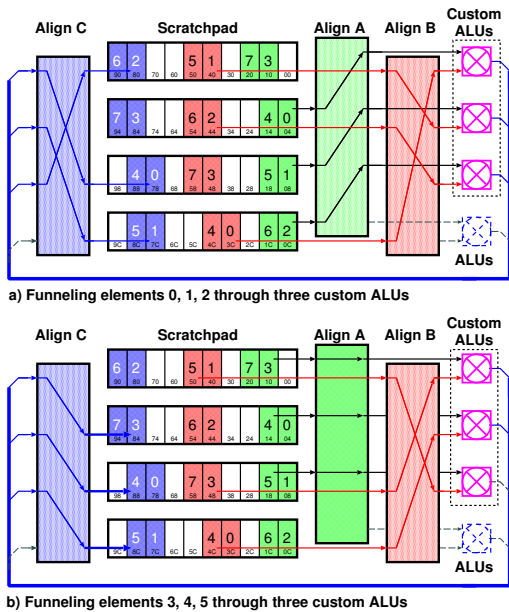 Align C Scratchpad Align A Align B Custom ALUs
6 2 5 1 7 3
90 80 70 60 50 40 30 20 10 00
7 3 6 2 4 0
94 84 74 64 54 44 34 24 14 04
4 0 7 3 5 1
98 88 78 68 58 48 38 28 18 08
5 1 4 0 6 2
9C 8C 7C 6C 5C 4C 3C 2C 1C 0C
ALUs
a) Funneling elements 0, 1, 2 through three custom ALUs
Align C Scratchpad Align A Align B Custom ALUs
6 2 5 1 7 3
90 80 70 60 50 40 30 20 10 00
7 3 6 2 4 0
94 84 74 64 54 44 34 24 14 04
4 0 7 3 5 1
98 88 78 68 58 48 38 28 18 08
5 1 4 0 6 2
9C 8C 7C 6C 5C 4C 3C 2C 1C 0C
ALUs
b) Funneling elements 3, 4, 5 through three custom ALUs